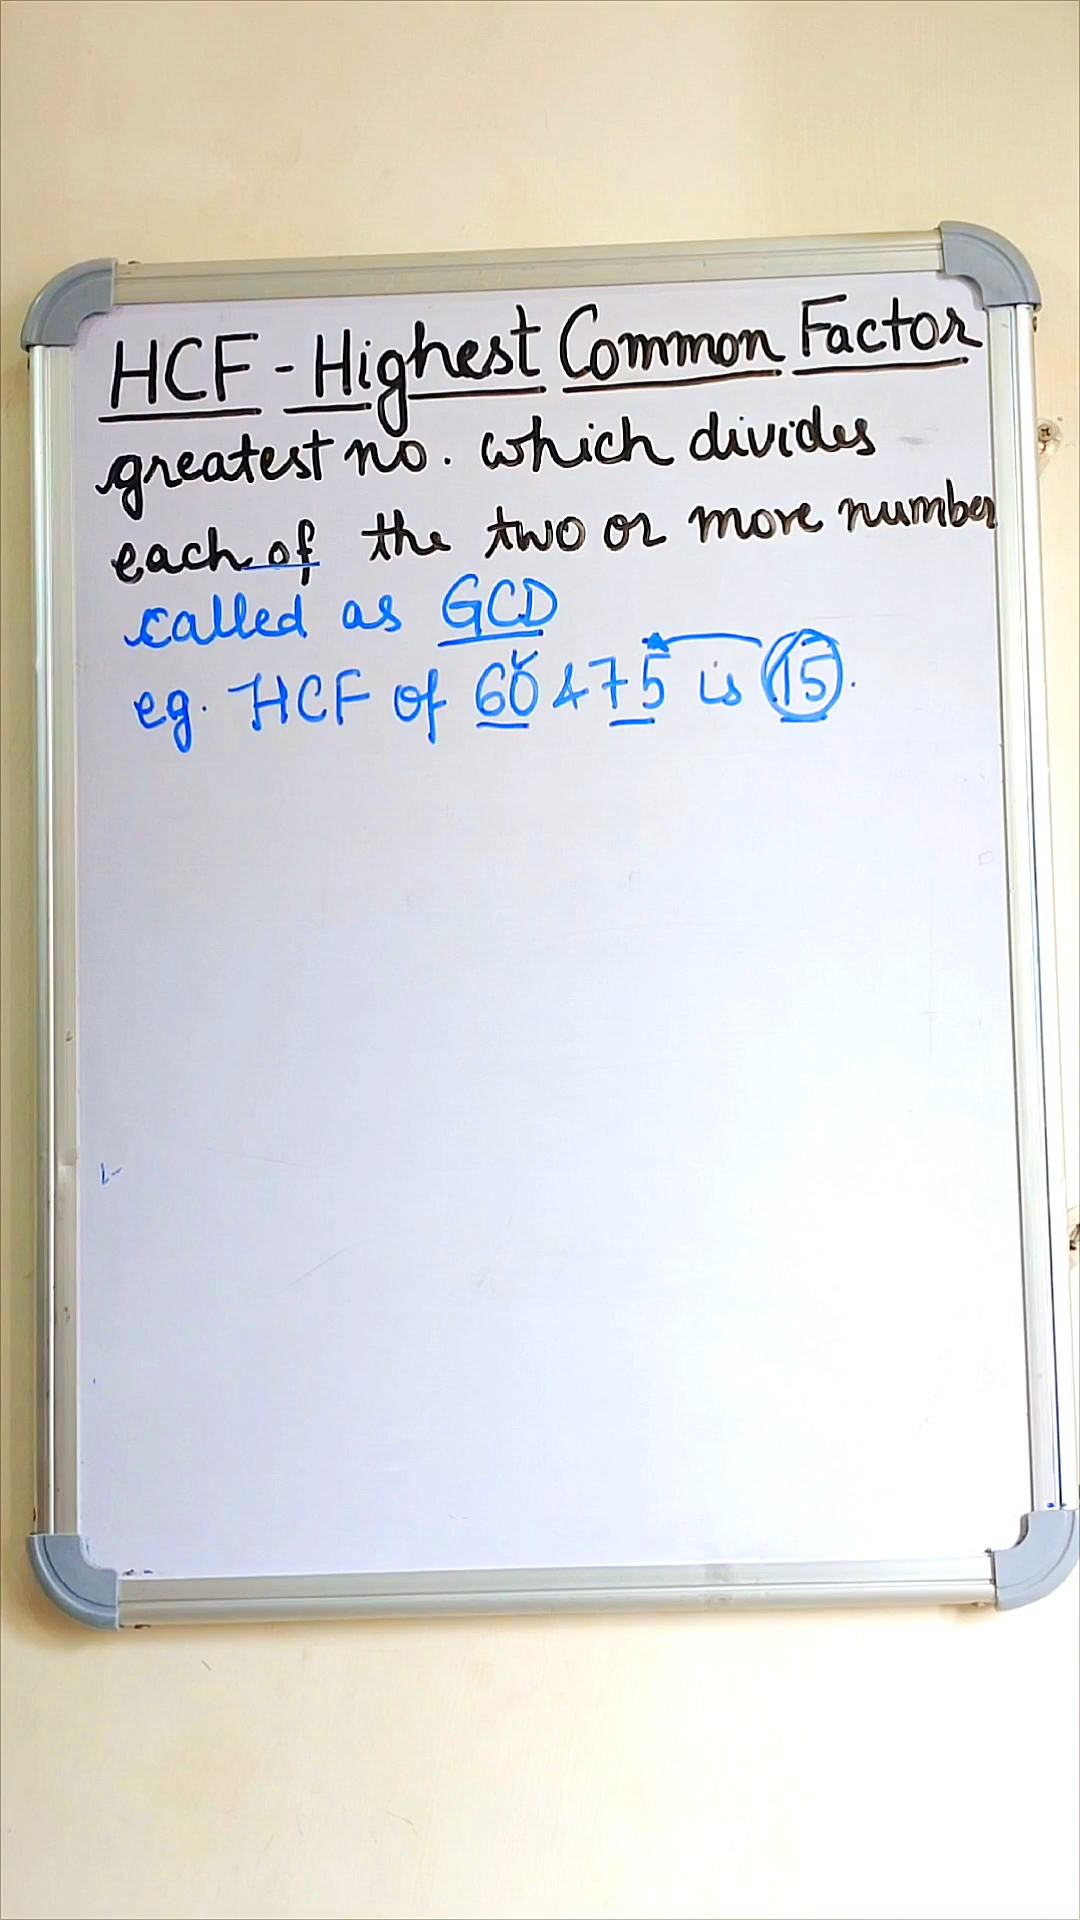 HCF - Highest Common Factor
greatest no. which divides
each of the two or more number
called as GCD
eg. HCF of 60 & 75 is 15.